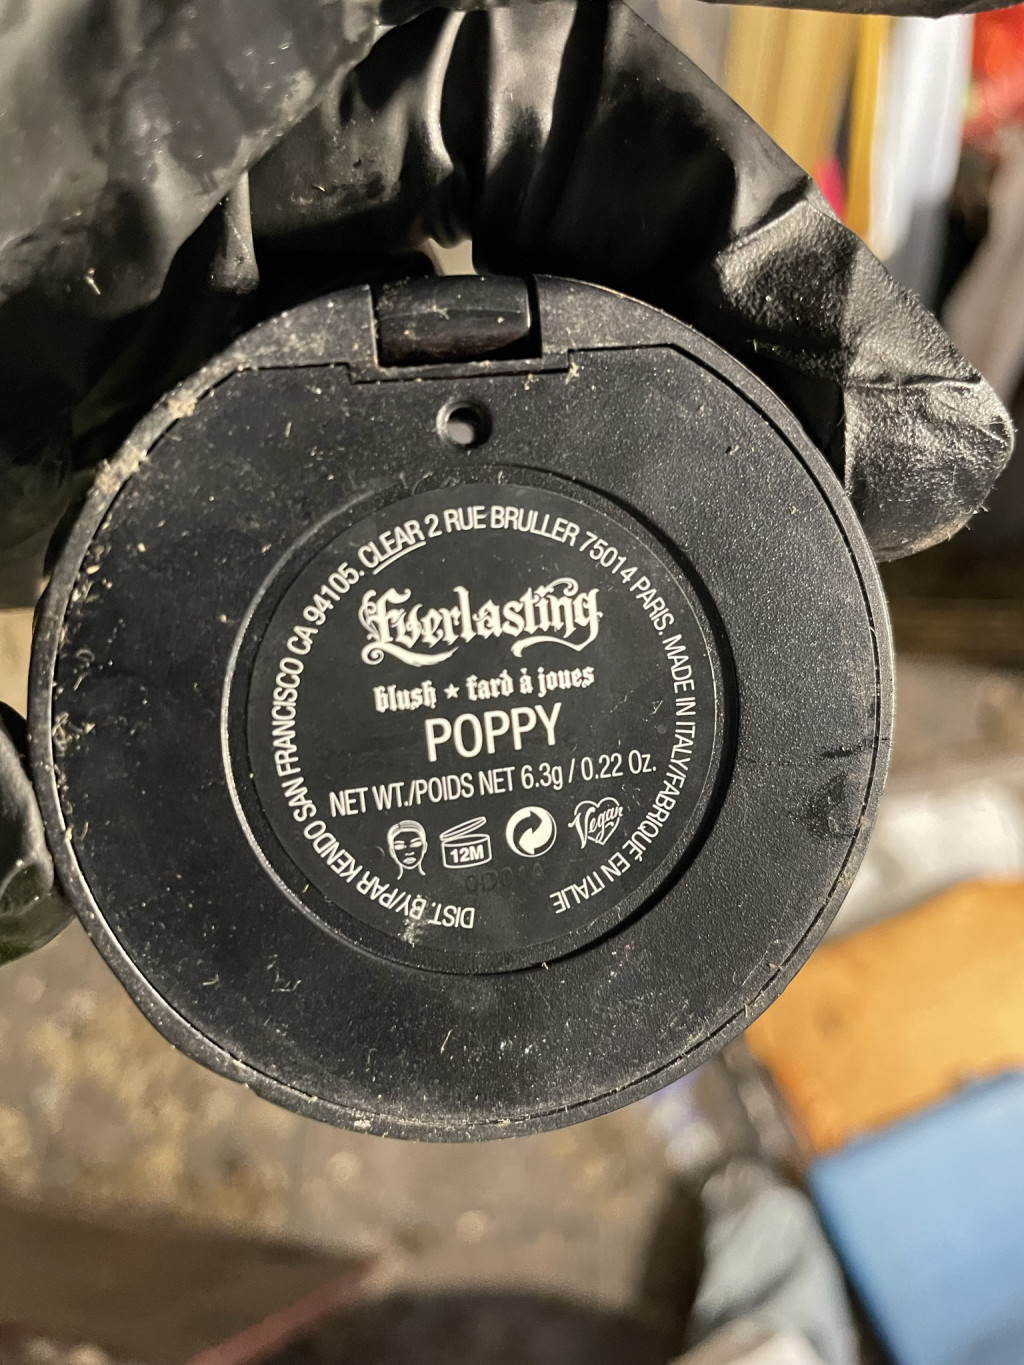 Everlasting
blush ★ fard à joues
POPPY
NET WT./POIDS NET 6.3g / 0.22 Oz.
12M
Vegan
DIST. BY/PAR KENDO SAN FRANCISCO CA 94105. CLEAR 2 RUE BRULLER 75014 PARIS. MADE IN ITALY/FABRIQUÉ EN ITALIE